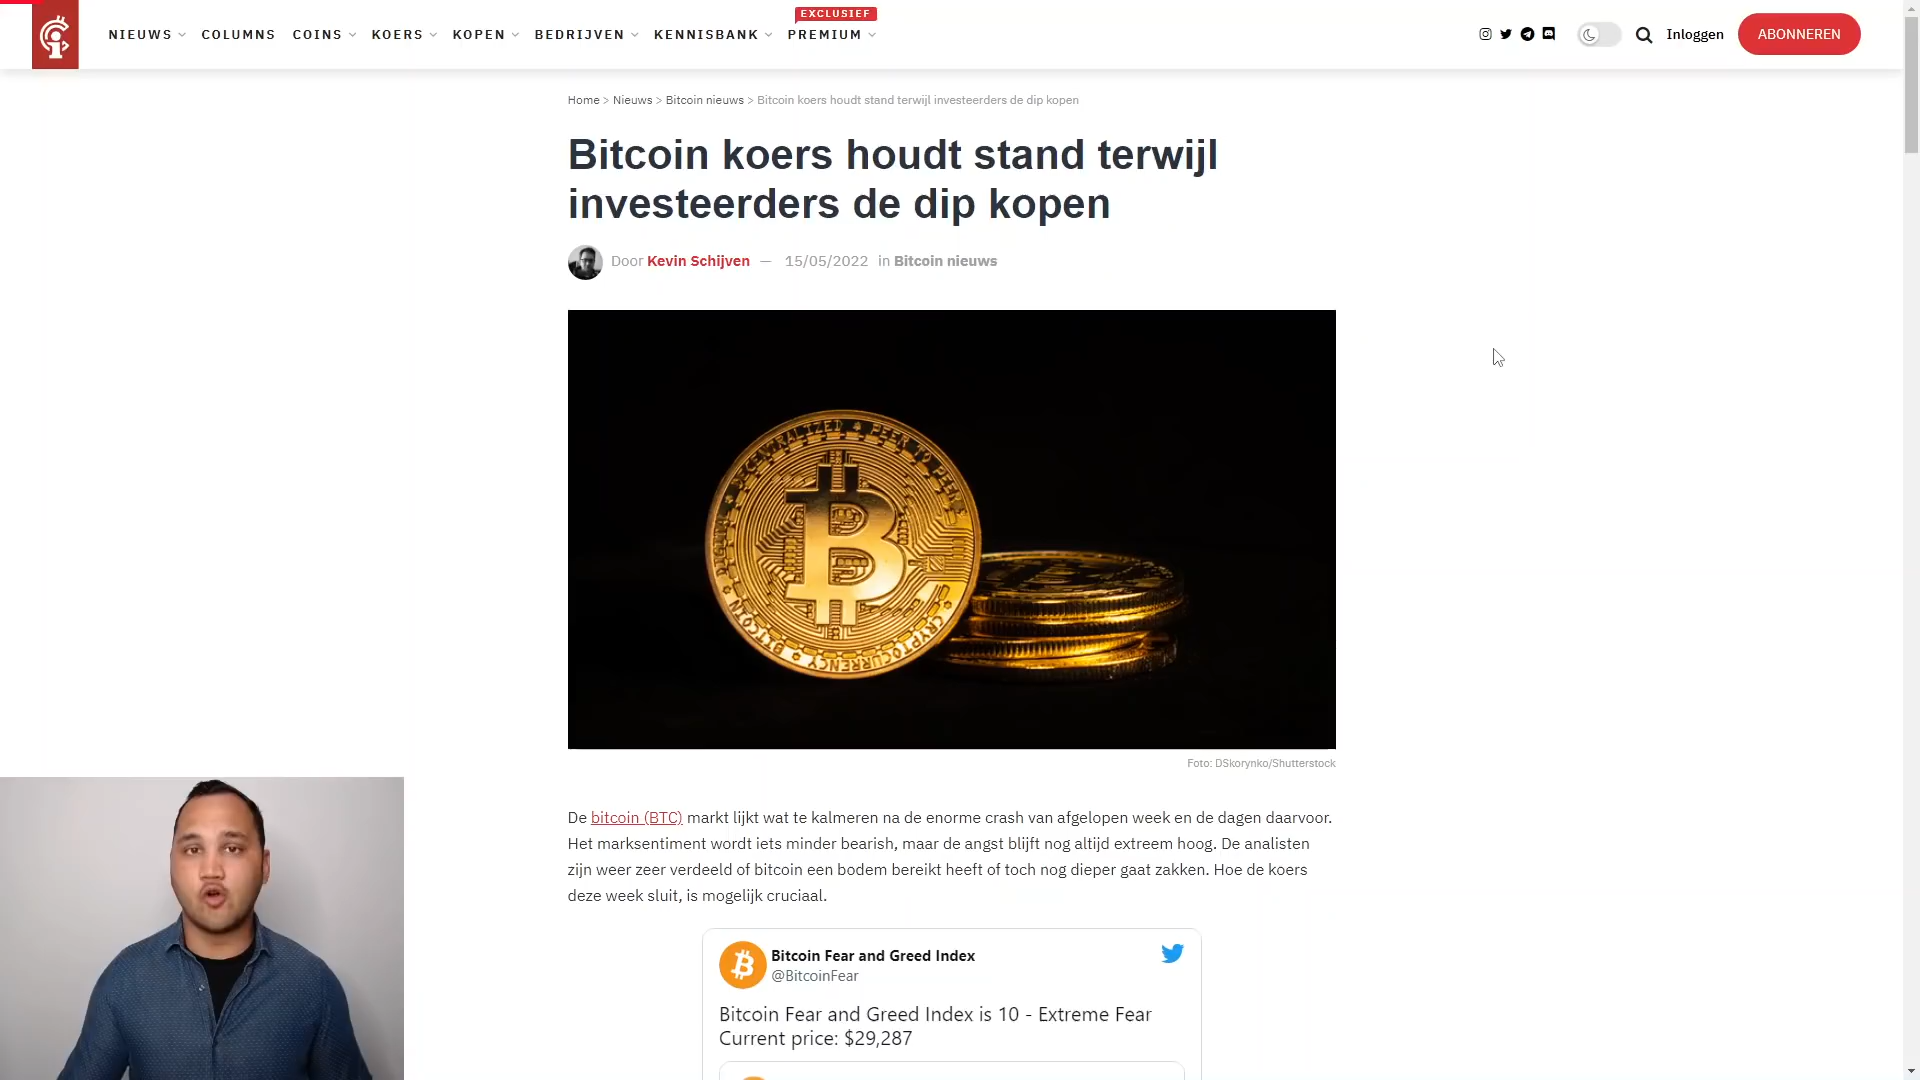 EXCLUSIEF
NIEUWS COLUMNS COINS KOERS KOPEN BEDRIJVEN KENNISBANK PREMIUM Inloggen ABONNEREN
Home > Nieuws > Bitcoin nieuws > Bitcoin koers houdt stand terwijl investeerders de dip kopen
Bitcoin koers houdt stand terwijl
investeerders de dip kopen
Door Kevin Schijven — 15/05/2022 in Bitcoin nieuws
DECENTRALIZED * PEER TO PEER
BITCOIN * CRYPTOCURRENCY
Foto: DSkorynko/Shutterstock
De bitcoin (BTC) markt lijkt wat te kalmeren na de enorme crash van afgelopen week en de dagen daarvoor.
Het marksentiment wordt iets minder bearish, maar de angst blijft nog altijd extreem hoog. De analisten
zijn weer zeer verdeeld of bitcoin een bodem bereikt heeft of toch nog dieper gaat zakken. Hoe de koers
deze week sluit, is mogelijk cruciaal.
Bitcoin Fear and Greed Index
@BitcoinFear
Bitcoin Fear and Greed Index is 10 - Extreme Fear
Current price: $29,287